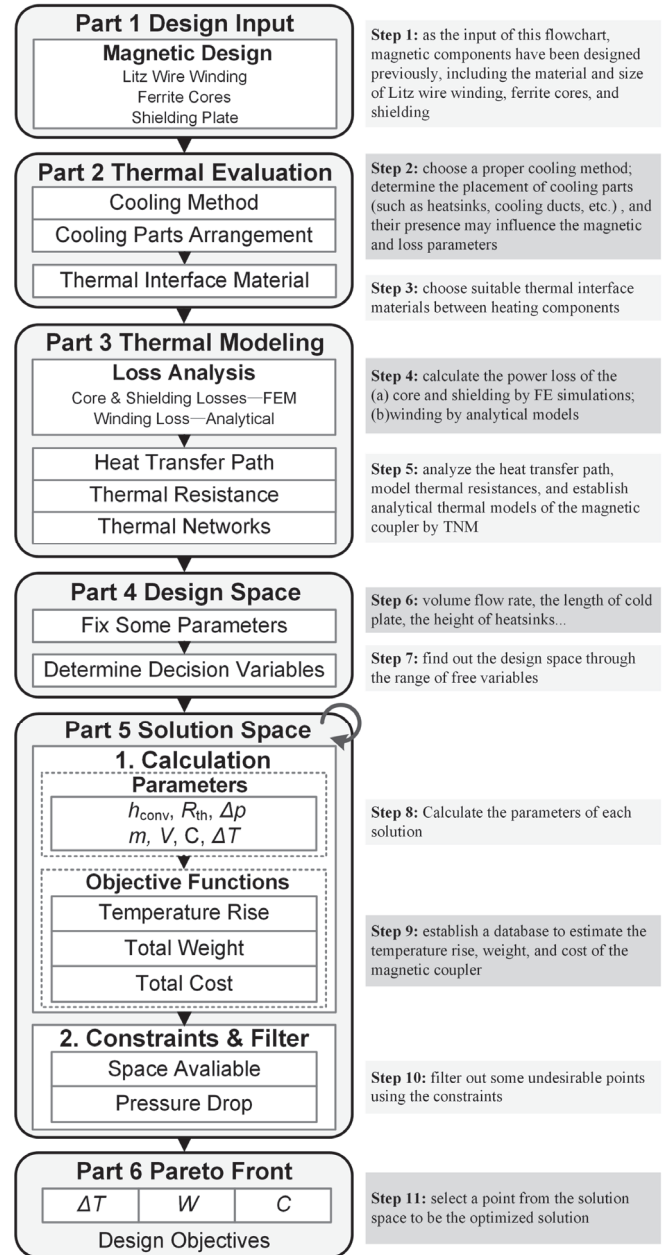 Part 1 Design Input
Magnetic Design
Litz Wire Winding
Ferrite Cores
Shielding Plate
Step 1: as the input of this flowchart,
magnetic components have been designed
previously, including the material and size
of Litz wire winding, ferrite cores, and
shielding
Part 2 Thermal Evaluation
Cooling Method
Cooling Parts Arrangement
Thermal Interface Material
Step 2: choose a proper cooling method;
determine the placement of cooling parts
(such as heatsinks, cooling ducts, etc.) , and
their presence may influence the magnetic
and loss parameters
Step 3: choose suitable thermal interface
materials between heating components
Part 3 Thermal Modeling
Loss Analysis
Core & Shielding Losses—FEM
Winding Loss—Analytical
Heat Transfer Path
Thermal Resistance
Thermal Networks
Step 4: calculate the power loss of the
(a) core and shielding by FE simulations;
(b)winding by analytical models
Step 5: analyze the heat transfer path,
model thermal resistances, and establish
analytical thermal models of the magnetic
coupler by TNM
Part 4 Design Space
Fix Some Parameters
Determine Decision Variables
Step 6: volume flow rate, the length of cold
plate, the height of heatsinks...
Step 7: find out the design space through
the range of free variables
Part 5 Solution Space
1. Calculation
Parameters
hconv, Rth, Δp
m, V, C, ΔT
Objective Functions
Temperature Rise
Total Weight
Total Cost
2. Constraints & Filter
Space Avaliable
Pressure Drop
Step 8: Calculate the parameters of each
solution
Step 9: establish a database to estimate the
temperature rise, weight, and cost of the
magnetic coupler
Step 10: filter out some undesirable points
using the constraints
Part 6 Pareto Front
ΔT W C
Design Objectives
Step 11: select a point from the solution
space to be the optimized solution